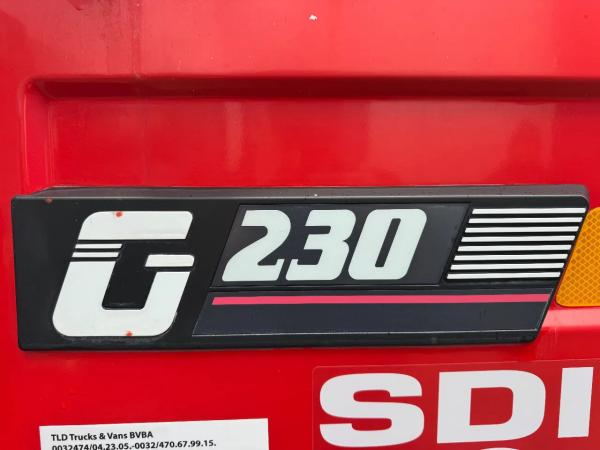 G 230
SDI
TLD Trucks & Vans BVBA
0032474/04.23.05.-0032/470.67.99.15.